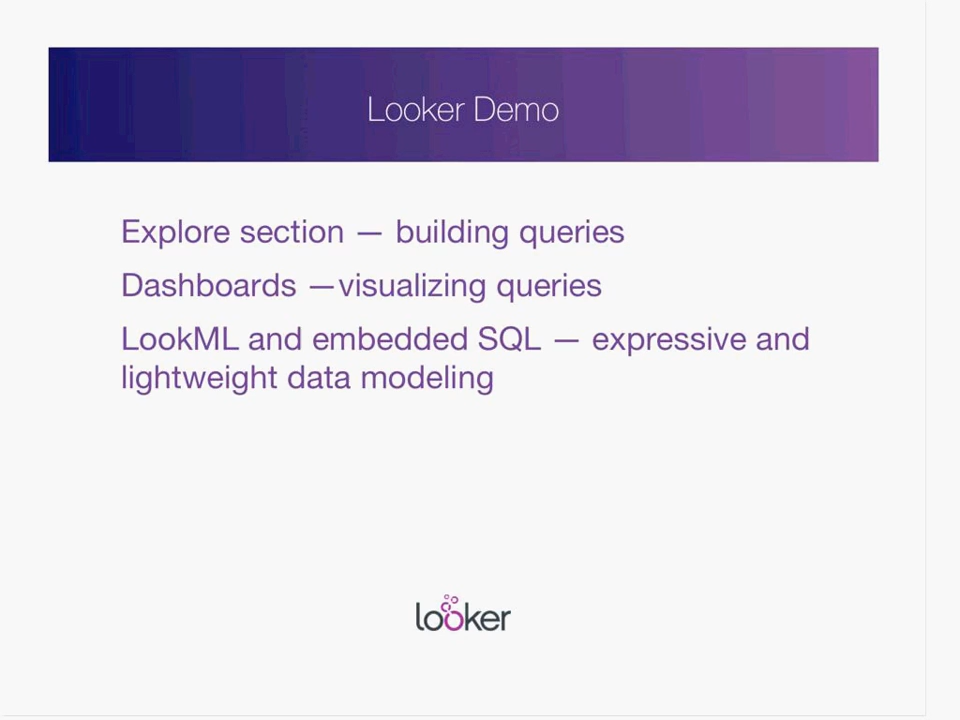 Looker Demo
Explore section — building queries
Dashboards —visualizing queries
LookML and embedded SQL — expressive and
lightweight data modeling
looker